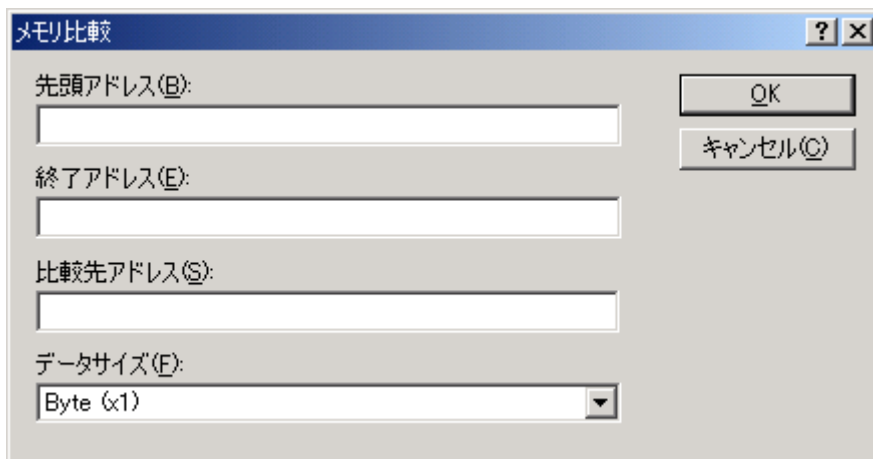 メモリ比較
先頭アドレス(B):
OK
キャンセル(C)
終了アドレス(E):
比較先アドレス(S):
データサイズ(F):
Byte (x1)